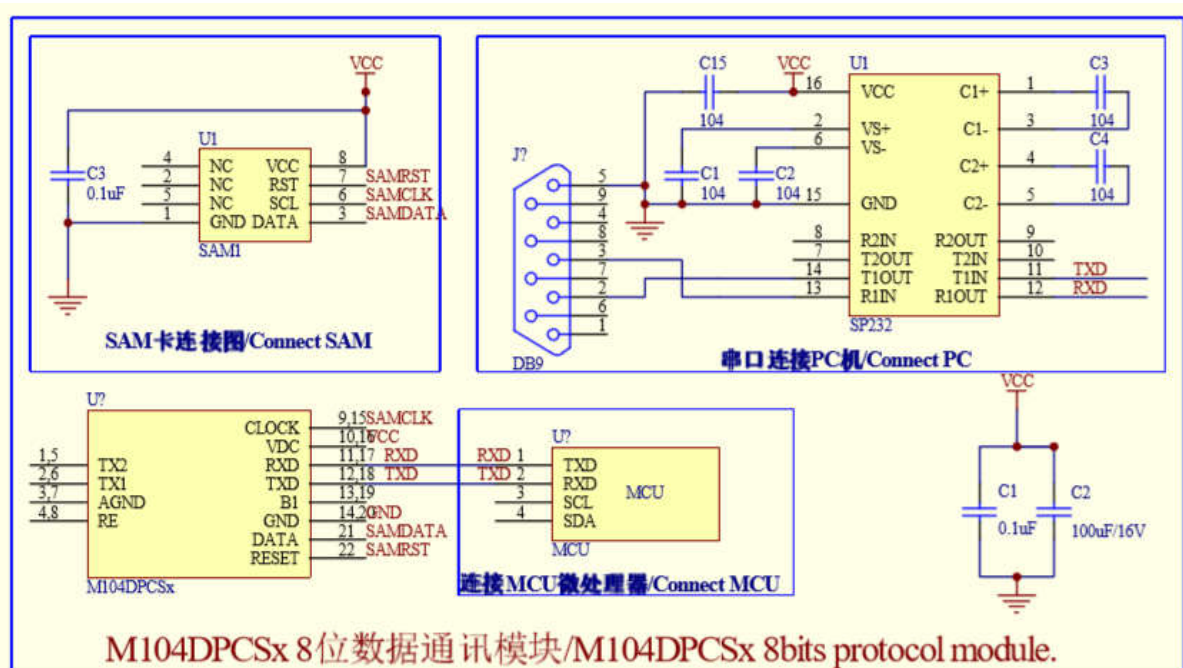 VCC
U1
C3
0.1uF
4 NC VCC 8
2 NC RST 7 SAMRST
5 NC SCL 6 SAMCLK
1 GND DATA 3 SAMDATA
SAM1
SAM卡连接图/Connect SAM
C15
104
VCC
U1
C3
104
C4
104
J?
C1
104
C2
104
5
9
4
8
3
7
2
6
1
DB9
16 VCC C1+ 1
2 VS+ C1- 3
6 VS- C2+ 4
15 GND C2- 5
8 R2IN R2OUT 9
7 T2OUT T2IN 10
14 T1OUT T1IN 11 TXD
13 R1IN R1OUT 12 RXD
SP232
串口连接PC机/Connect PC
U?
CLOCK 9,15 SAMCLK
VDC 10,16 VCC
1,5 TX2 RXD 11,17 RXD
2,6 TX1 TXD 12,18 TXD
3,7 AGND B1 13,19
4,8 RE GND 14,20 GND
DATA 21 SAMDATA
RESET 22 SAMRST
M104DPCSx
U?
RXD 1 TXD
TXD 2 RXD
3 SCL
4 SDA
MCU
MCU
连接MCU微处理器/Connect MCU
VCC
C1
0.1uF
C2
100uF/16V
M104DPCSx 8位数据通讯模块/M104DPCSx 8bits protocol module.